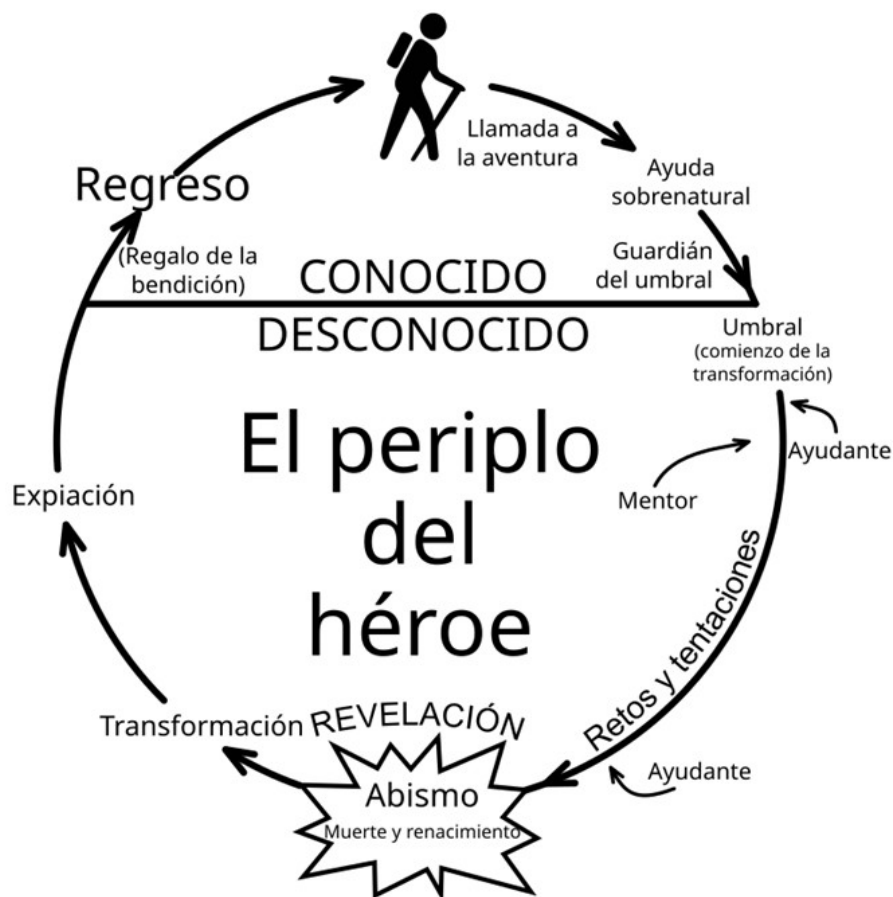 Llamada a
la aventura
Ayuda
sobrenatural
Regreso
(Regalo de la
bendición)
Guardián
del umbral
CONOCIDO
DESCONOCIDO
Umbral
(comienzo de la
transformación)
Ayudante
Mentor
El periplo
del
héroe
Expiación
Retos y tentaciones
Transformación
REVELACIÓN
Ayudante
Abismo
Muerte y renacimiento